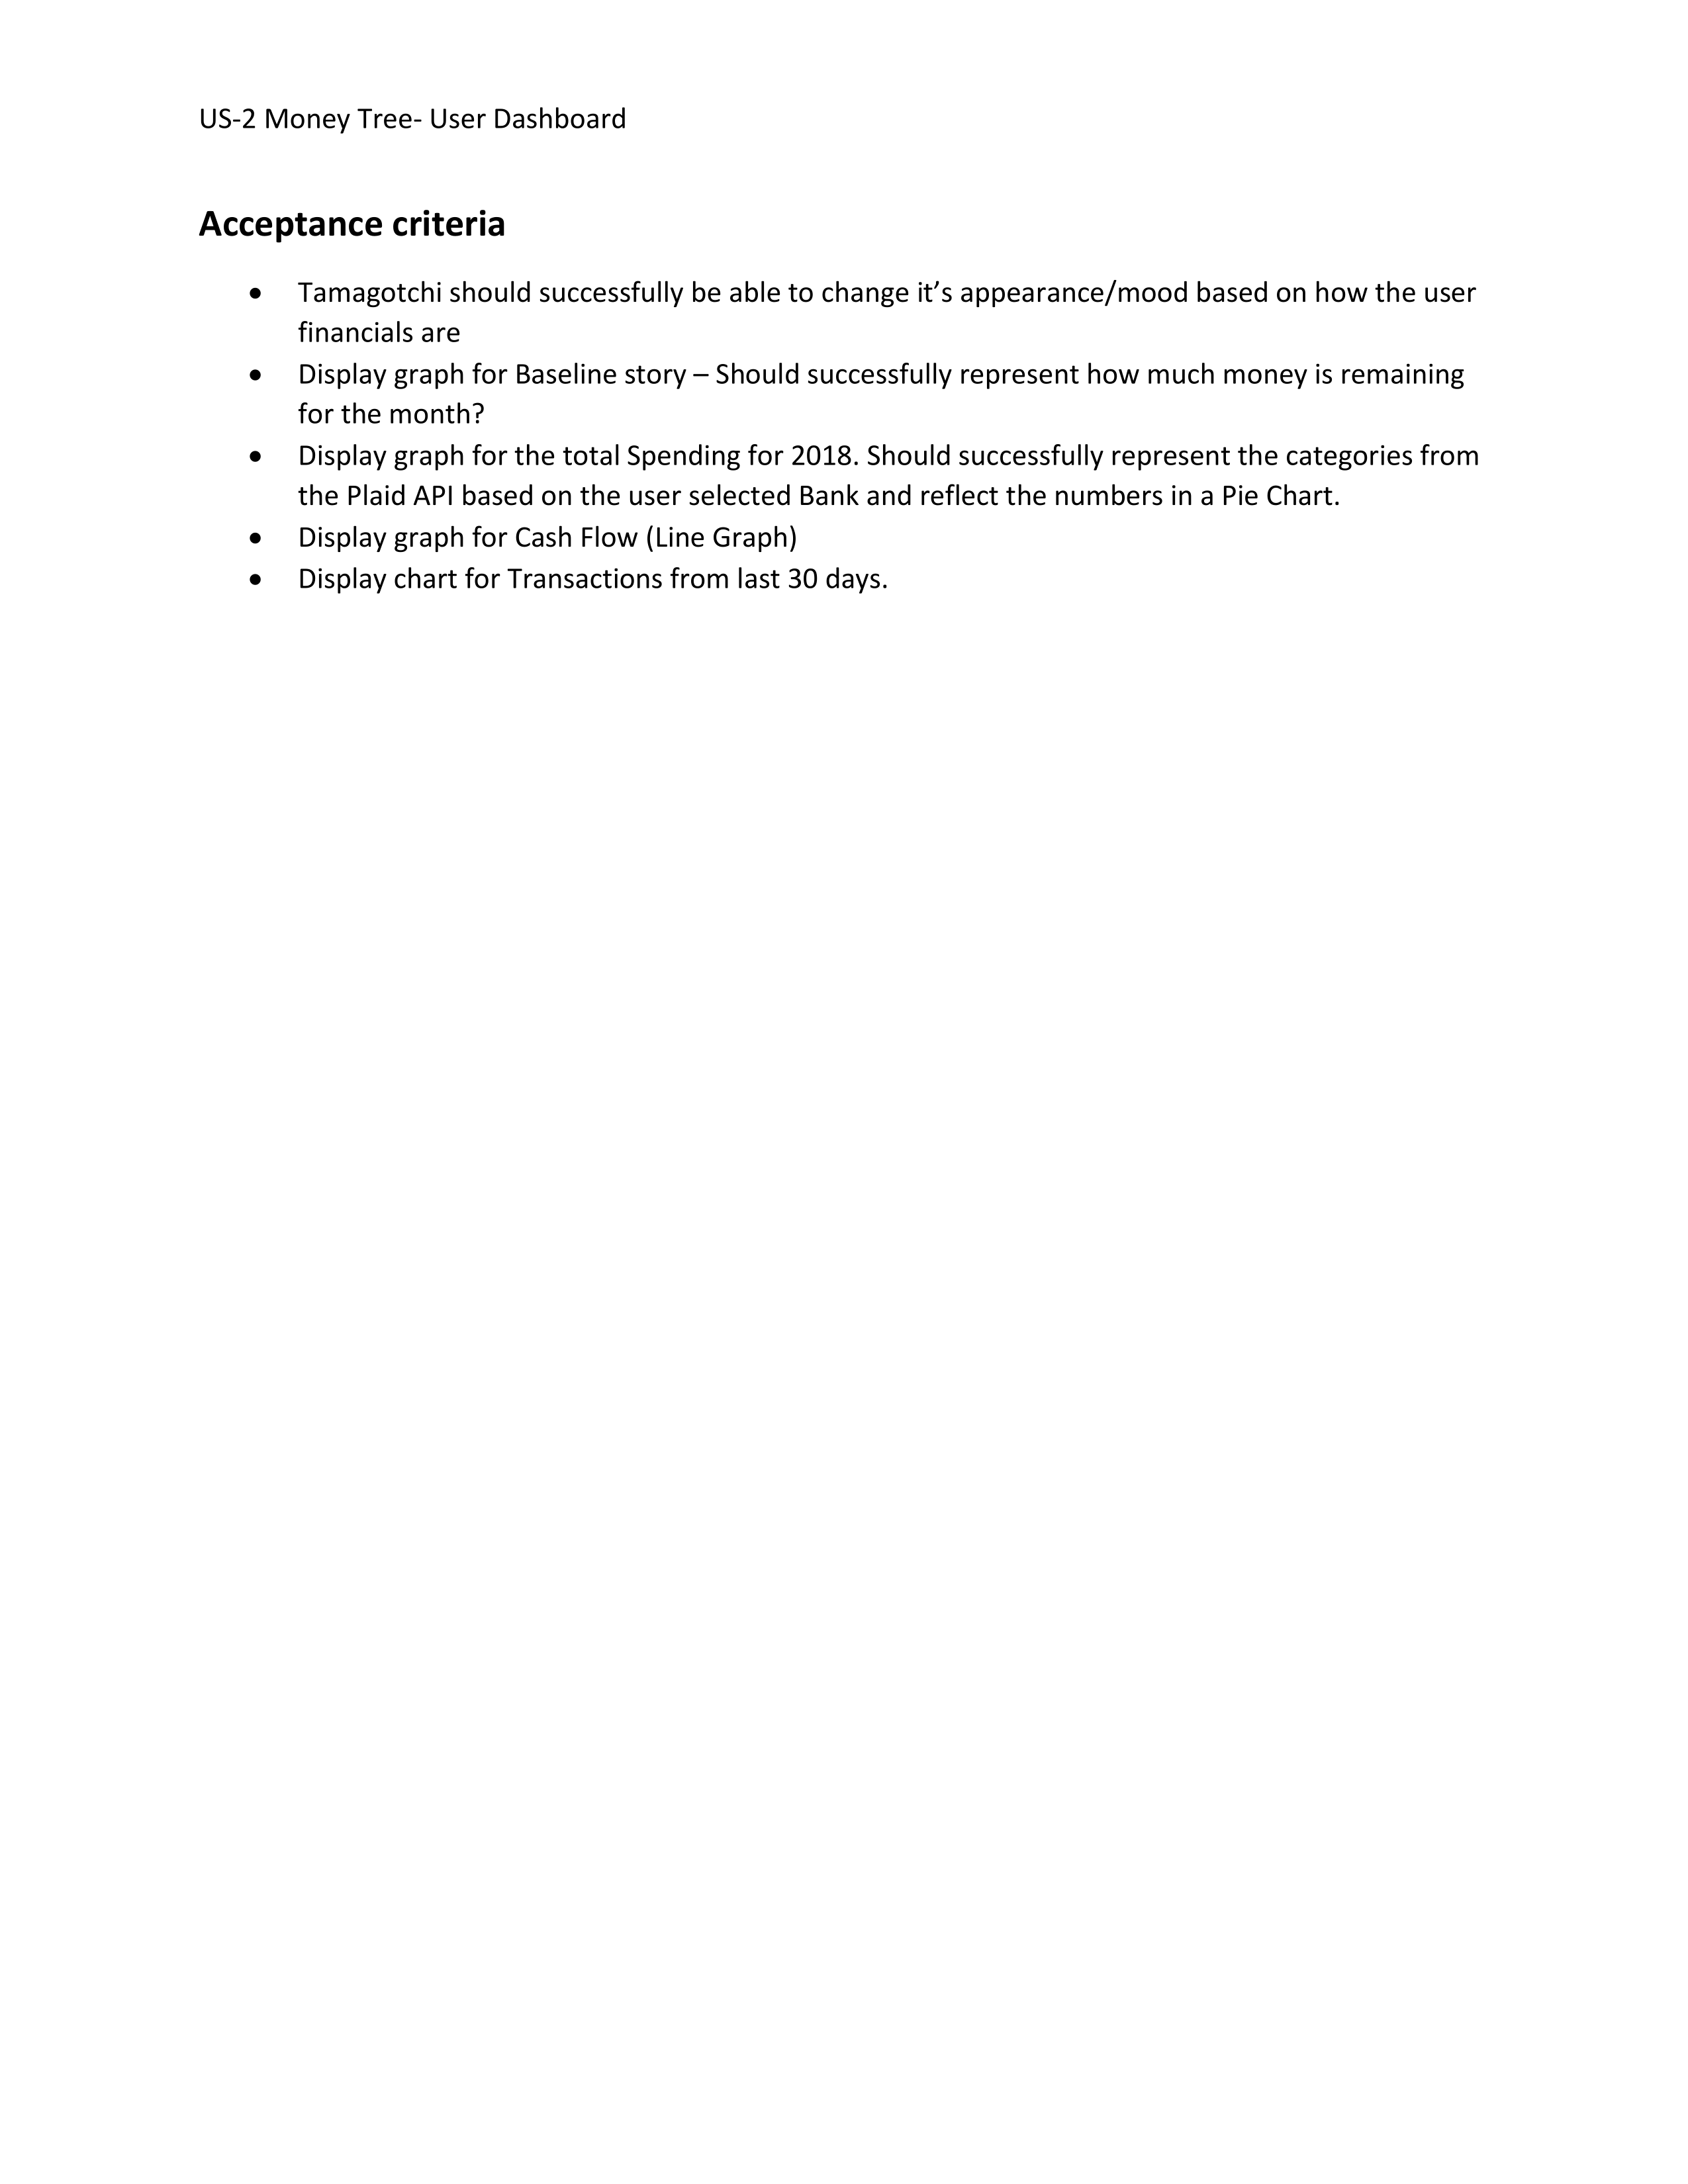 US-2 Money Tree- User Dashboard
Acceptance criteria
• Tamagotchi should successfully be able to change it’s appearance/mood based on how the user
financials are
• Display graph for Baseline story – Should successfully represent how much money is remaining
for the month?
• Display graph for the total Spending for 2018. Should successfully represent the categories from
the Plaid API based on the user selected Bank and reflect the numbers in a Pie Chart.
• Display graph for Cash Flow (Line Graph)
• Display chart for Transactions from last 30 days.